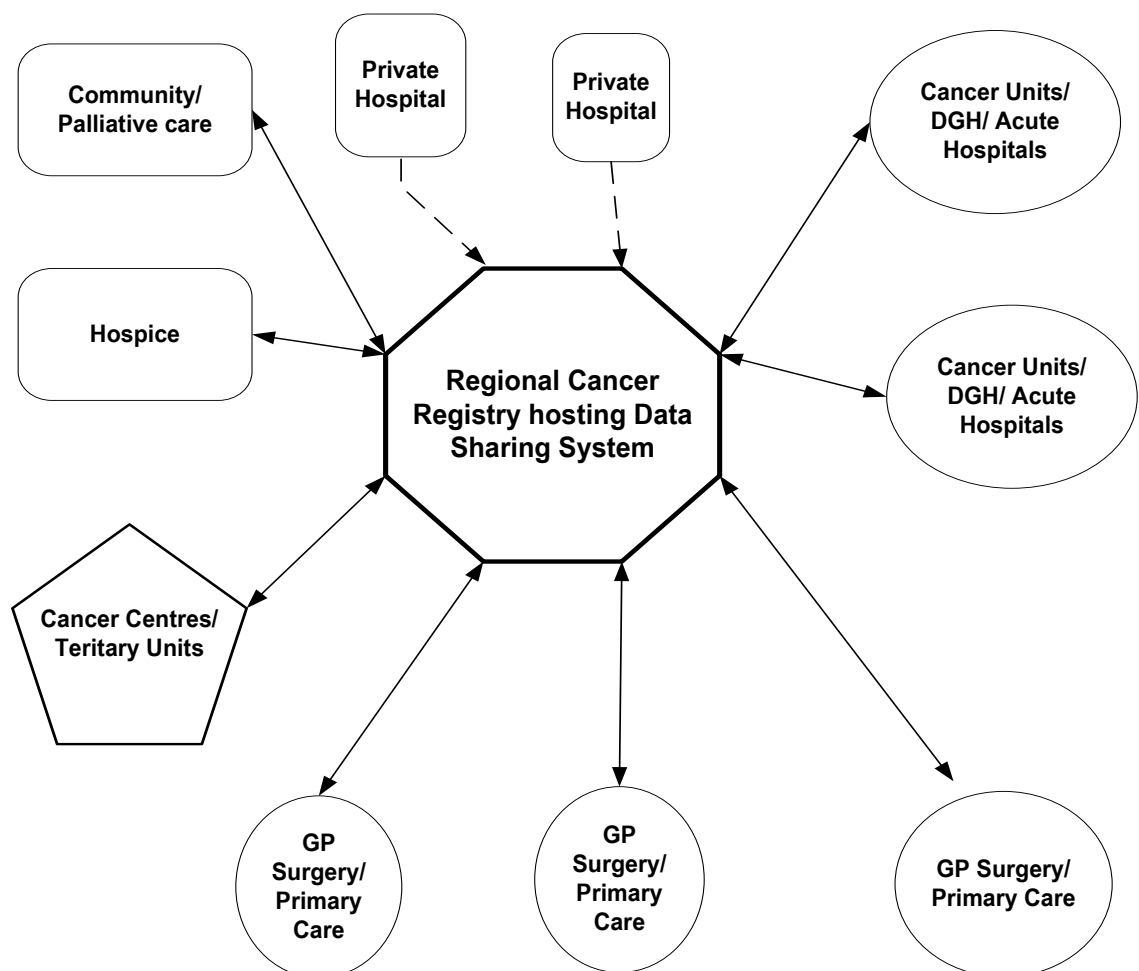 Community/
Palliative care
Private
Hospital
Private
Hospital
Cancer Units/
DGH/ Acute
Hospitals
Hospice
Regional Cancer
Registry hosting Data
Sharing System
Cancer Units/
DGH/ Acute
Hospitals
Cancer Centres/
Teritary Units
GP
Surgery/
Primary
Care
GP
Surgery/
Primary
Care
GP Surgery/
Primary Care